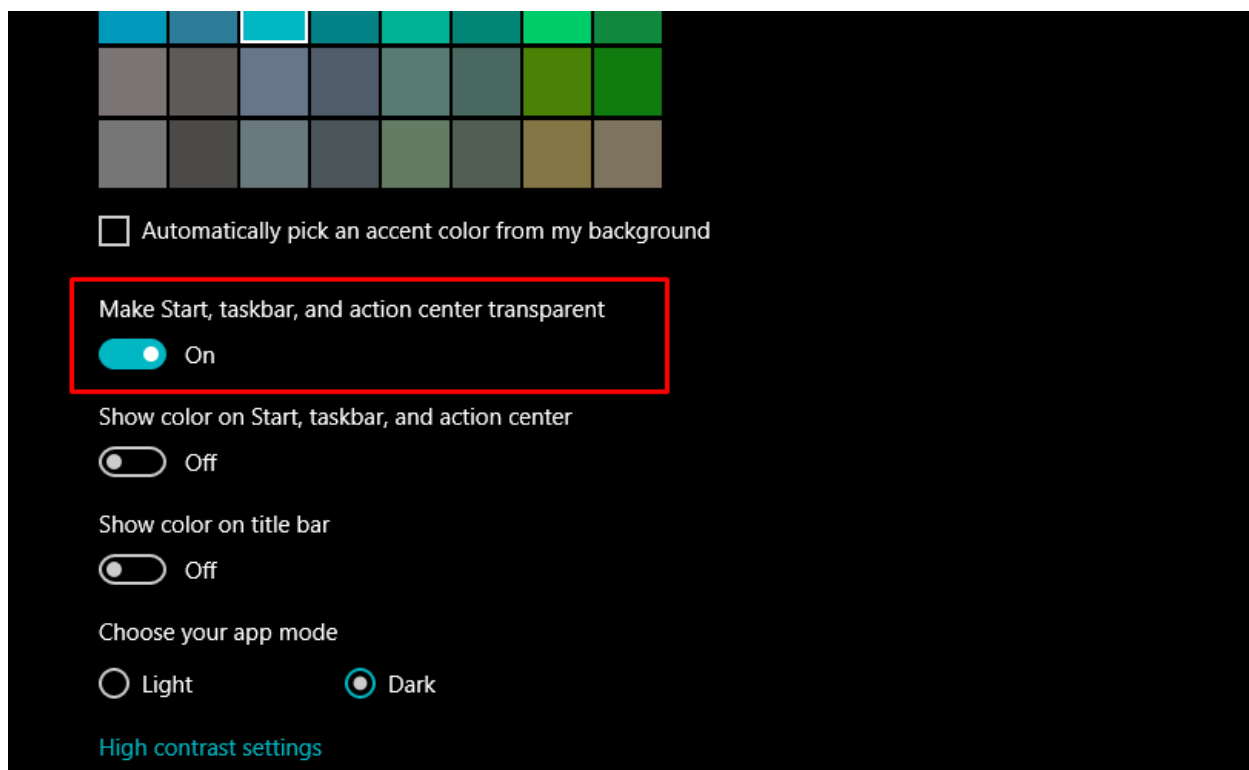 Automatically pick an accent color from my background
Make Start, taskbar, and action center transparent
On
Show color on Start, taskbar, and action center
Off
Show color on title bar
Off
Choose your app mode
Light Dark
High contrast settings